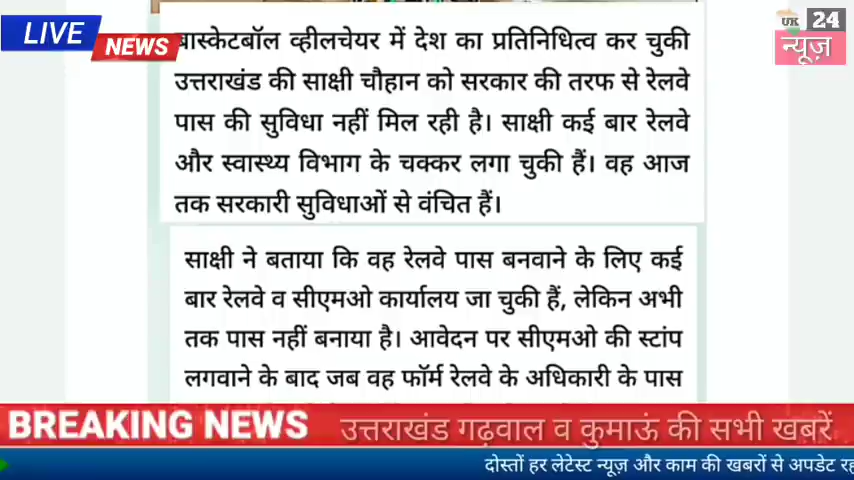 LIVE
NEWS
UK 24
न्यूज़
बास्केटबॉल व्हीलचेयर में देश का प्रतिनिधित्व कर चुकी
उत्तराखंड की साक्षी चौहान को सरकार की तरफ से रेलवे
पास की सुविधा नहीं मिल रही है। साक्षी कई बार रेलवे
और स्वास्थ्य विभाग के चक्कर लगा चुकी हैं। वह आज
तक सरकारी सुविधाओं से वंचित हैं।
साक्षी ने बताया कि वह रेलवे पास बनवाने के लिए कई
बार रेलवे व सीएमओ कार्यालय जा चुकी हैं, लेकिन अभी
तक पास नहीं बनाया है। आवेदन पर सीएमओ की स्टांप
लगवाने के बाद जब वह फॉर्म रेलवे के अधिकारी के पास
BREAKING NEWS
उत्तराखंड गढ़वाल व कुमाऊं की सभी खबरें
दोस्तों हर लेटेस्ट न्यूज़ और काम की खबरों से अपडेट